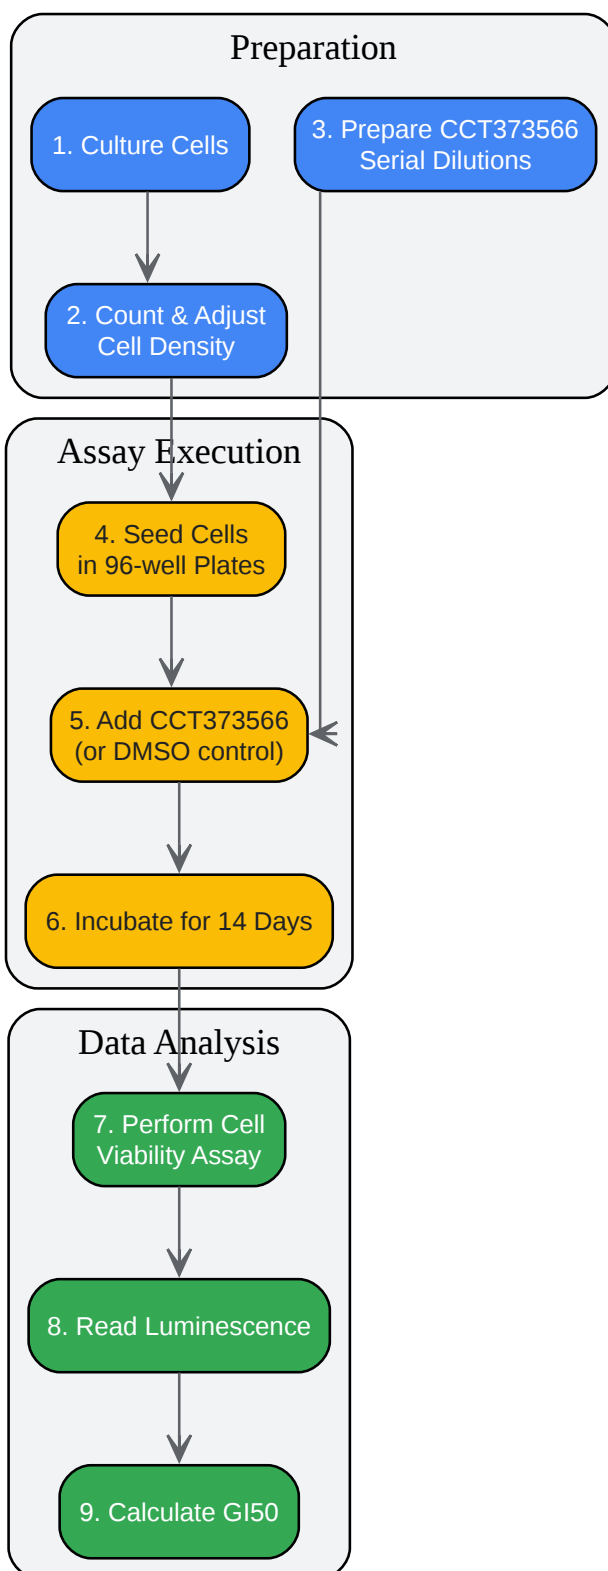 Preparation
1. Culture Cells
3. Prepare CCT373566
Serial Dilutions
2. Count & Adjust
Cell Density
Assay Execution
4. Seed Cells
in 96-well Plates
5. Add CCT373566
(or DMSO control)
6. Incubate for 14 Days
Data Analysis
7. Perform Cell
Viability Assay
8. Read Luminescence
9. Calculate GI50